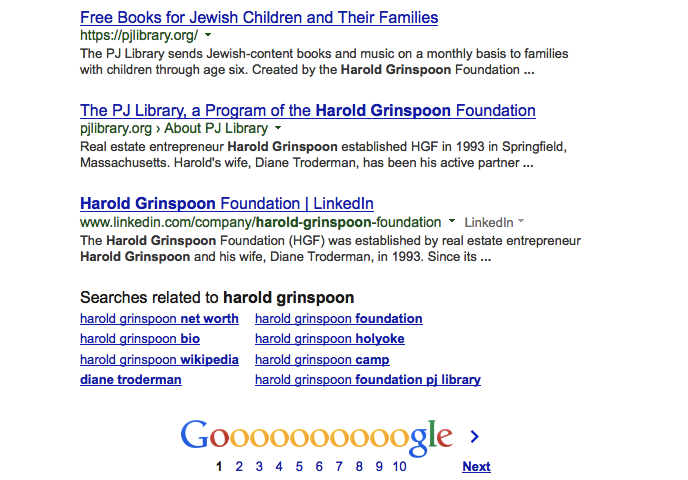 Free Books for Jewish Children and Their Families
https://pjlibrary.org/
The PJ Library sends Jewish-content books and music on a monthly basis to families
with children through age six. Created by the Harold Grinspoon Foundation ...
The PJ Library, a Program of the Harold Grinspoon Foundation
pjlibrary.org › About PJ Library
Real estate entrepreneur Harold Grinspoon established HGF in 1993 in Springfield,
Massachusetts. Harold's wife, Diane Troderman, has been his active partner ...
Harold Grinspoon Foundation | LinkedIn
www.linkedin.com/company/harold-grinspoon-foundation LinkedIn
The Harold Grinspoon Foundation (HGF) was established by real estate entrepreneur
Harold Grinspoon and his wife, Diane Troderman, in 1993. Since its ...
Searches related to harold grinspoon
harold grinspoon net worth harold grinspoon foundation
harold grinspoon bio harold grinspoon holyoke
harold grinspoon wikipedia harold grinspoon camp
diane troderman harold grinspoon foundation pj library
Goooooooooogle >
1 2 3 4 5 6 7 8 9 10 Next